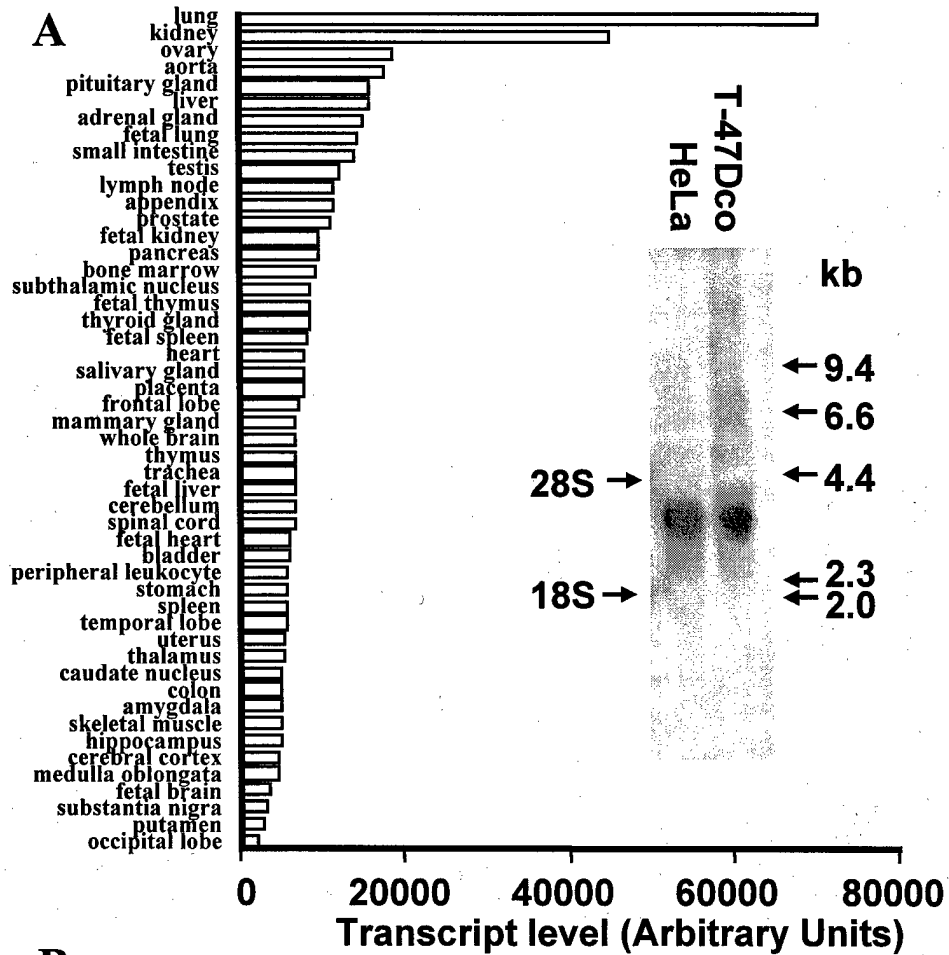 A
lung
kidney
ovary
aorta
pituitary gland
liver
adrenal gland
fetal lung
small intestine
testis
lymph node
appendix
prostate
fetal kidney
pancreas
bone marrow
subthalamic nucleus
fetal thymus
thyroid gland
fetal spleen
heart
salivary gland
placenta
frontal lobe
mammary gland
whole brain
thymus
trachea
fetal liver
cerebellum
spinal cord
fetal heart
bladder
peripheral leukocyte
stomach
spleen
temporal lobe
uterus
thalamus
caudate nucleus
colon
amygdala
skeletal muscle
hippocampus
cerebral cortex
medulla oblongata
fetal brain
substantia nigra
putamen
occipital lobe
0 20000 40000 60000 80000
Transcript level (Arbitrary Units)
HeLa
T-47Dco
kb
9.4
6.6
4.4
2.3
2.0
28S
18S